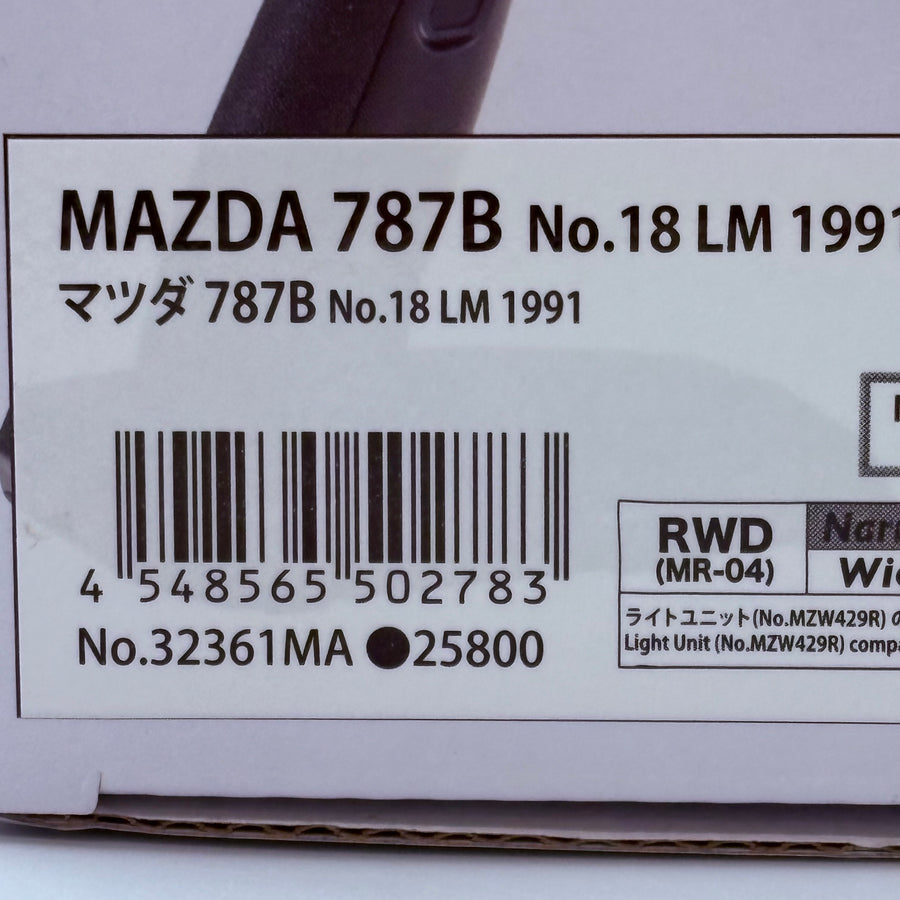 MAZDA 787B No.18 LM 1991
マツダ 787B No.18 LM 1991
4 548565 502783
No.32361MA ●25800
RWD
(MR-04)
ライトユニット(No.MZW429R)
Light Unit (No.MZW429R)